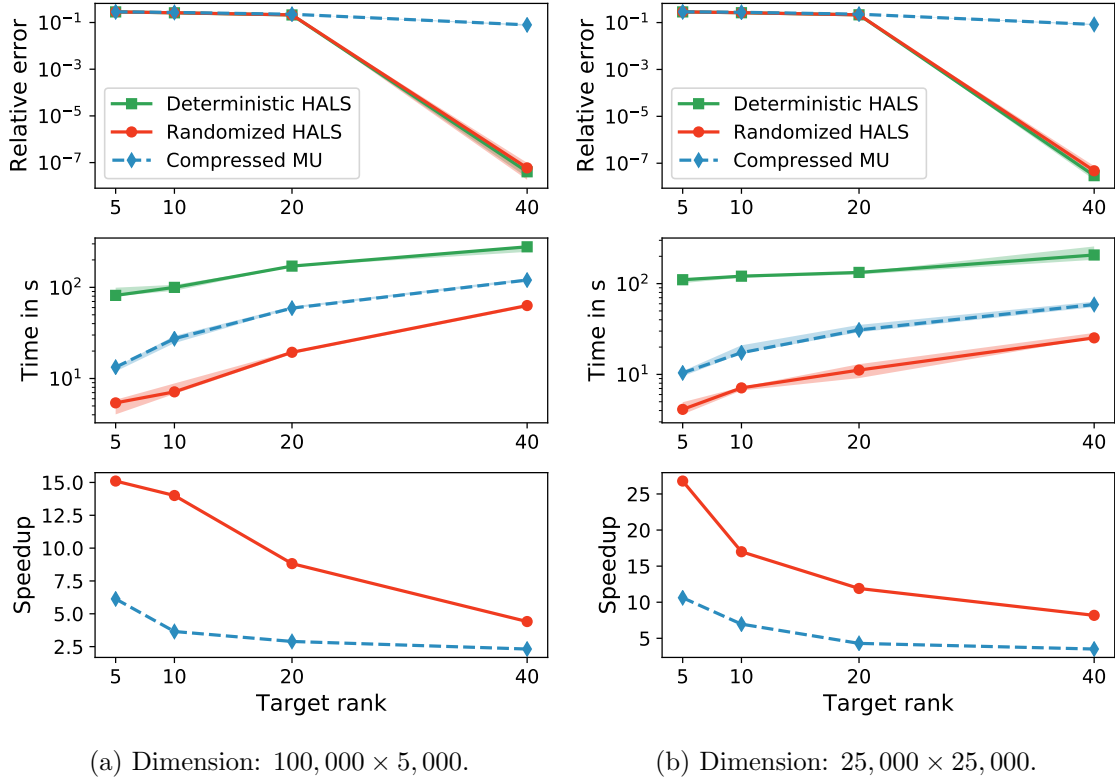 Relative error
10^{-1}
10^{-3}
10^{-5}
10^{-7}
Deterministic HALS
Randomized HALS
Compressed MU
5 10 20 40
Time in s
10^{2}
10^{1}
5 10 20 40
Speedup
15.0
12.5
10.0
7.5
5.0
2.5
5 10 20 40
Target rank
(a) Dimension: 100,000 × 5,000.
Relative error
10^{-1}
10^{-3}
10^{-5}
10^{-7}
Deterministic HALS
Randomized HALS
Compressed MU
5 10 20 40
Time in s
10^{2}
10^{1}
5 10 20 40
Speedup
25
20
15
10
5
5 10 20 40
Target rank
(b) Dimension: 25,000 × 25,000.